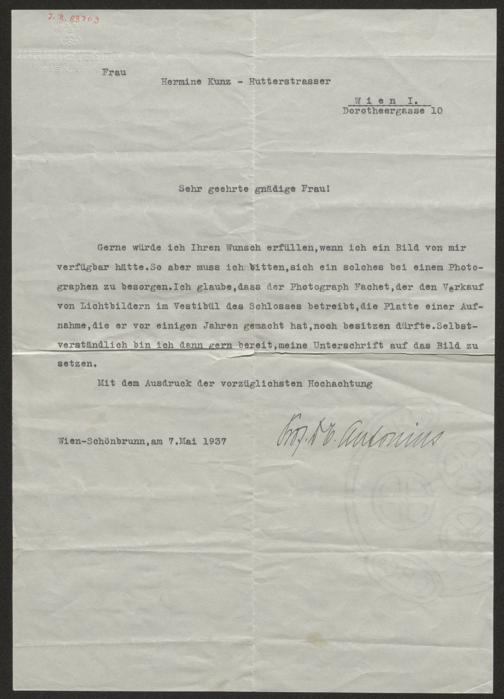 J.N. 88703
Frau
Hermine Kunz - Hutterstrasser
Wien I.
Dorotheergasse 10
Sehr geehrte gnädige Frau!
Gerne würde ich Ihren Wunsch erfüllen,wenn ich ein Bild von mir
verfügbar hätte.So aber muss ich bitten,sich ein solches bei einem Photo-
graphen zu besorgen.Ich glaube,dass der Photograph Fachet,der den Verkauf
von Lichtbildern im Vestibül des Schlosses betreibt,die Platte einer Auf-
nahme,die er vor einigen Jahren gemacht hat,noch besitzen dürfte.Selbst-
verständlich bin ich dann gern bereit,meine Unterschrift auf das Bild zu
setzen.
Mit dem Ausdruck der vorzüglichsten Hochachtung
Wien-Schönbrunn,am 7.Mai 1937
Prof. Dr. Antonius